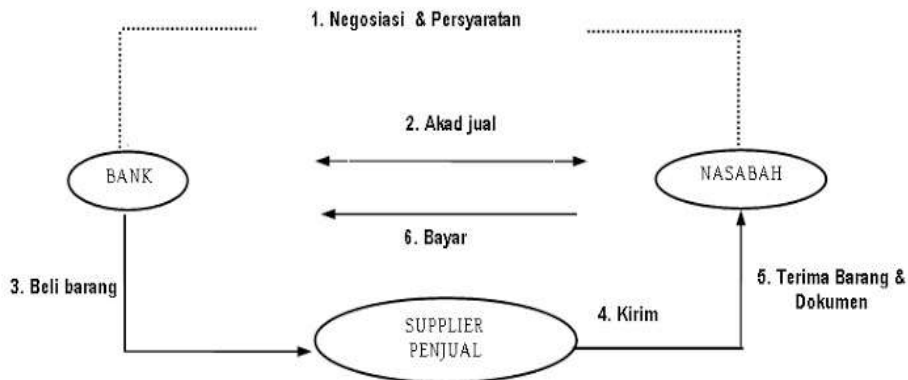 1. Negosiasi & Persyaratan
2. Akad jual
BANK
NASABAH
6. Bayar
3. Beli barang
5. Terima Barang &
Dokumen
4. Kirim
SUPPLIER
PENJUAL